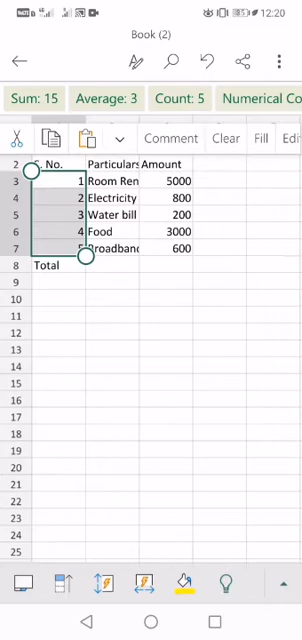 12:20
Book (2)
Sum: 15 Average: 3 Count: 5 Numerical Co
Comment Clear Fill Edi
2 S. No. Particulars Amount
3 1 Room Ren 5000
4 2 Electricity 800
5 3 Water bill 200
6 4 Food 3000
7 5 Broadband 600
8 Total
9
10
11
12
13
14
15
16
17
18
19
20
21
22
23
24
25